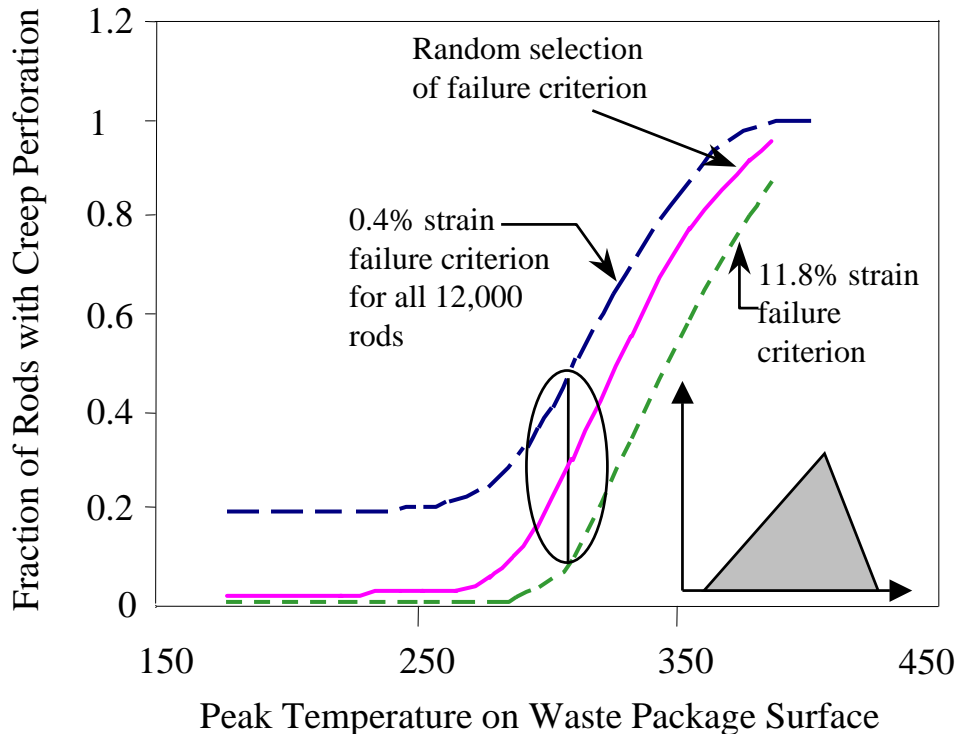 Fraction of Rods with Creep Perforation
1.2
1
0.8
0.6
0.4
0.2
0
Random selection
of failure criterion
0.4% strain
failure criterion
for all 12,000
rods
11.8% strain
failure
criterion
150
250
350
450
Peak Temperature on Waste Package Surface